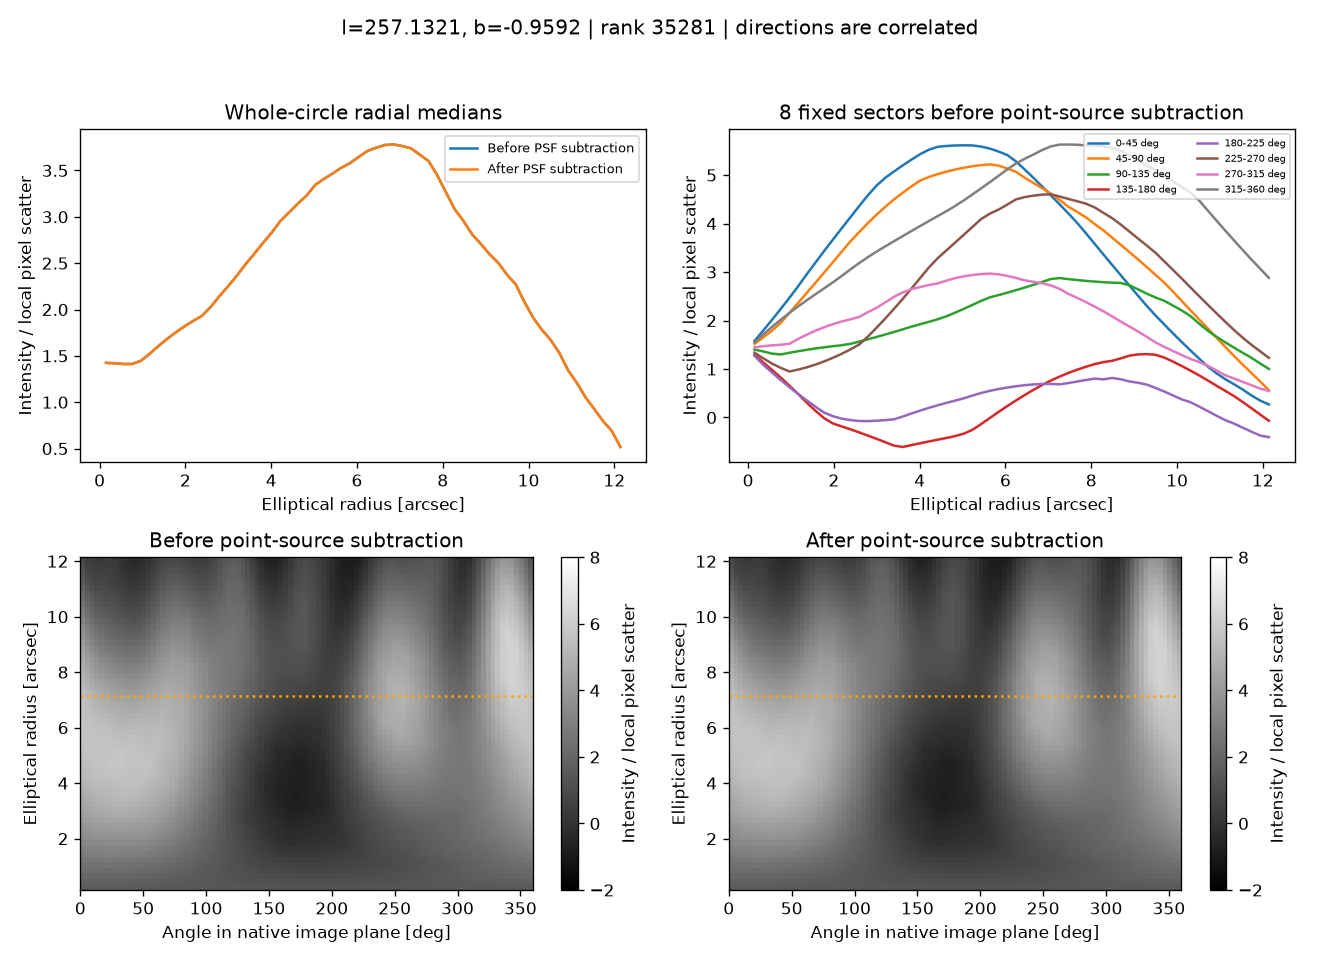 l=257.1321, b=-0.9592 | rank 35281 | directions are correlated
Whole-circle radial medians
Intensity / local pixel scatter
3.5
3.0
2.5
2.0
1.5
1.0
0.5
Before PSF subtraction
After PSF subtraction
0 2 4 6 8 10 12
Elliptical radius [arcsec]
8 fixed sectors before point-source subtraction
Intensity / local pixel scatter
5
4
3
2
1
0
0-45 deg
45-90 deg
90-135 deg
135-180 deg
180-225 deg
225-270 deg
270-315 deg
315-360 deg
0 2 4 6 8 10 12
Elliptical radius [arcsec]
Before point-source subtraction
Elliptical radius [arcsec]
12
10
8
6
4
2
0 50 100 150 200 250 300 350
Angle in native image plane [deg]
8
6
4
2
0
−2
Intensity / local pixel scatter
After point-source subtraction
Elliptical radius [arcsec]
12
10
8
6
4
2
0 50 100 150 200 250 300 350
Angle in native image plane [deg]
8
6
4
2
0
−2
Intensity / local pixel scatter